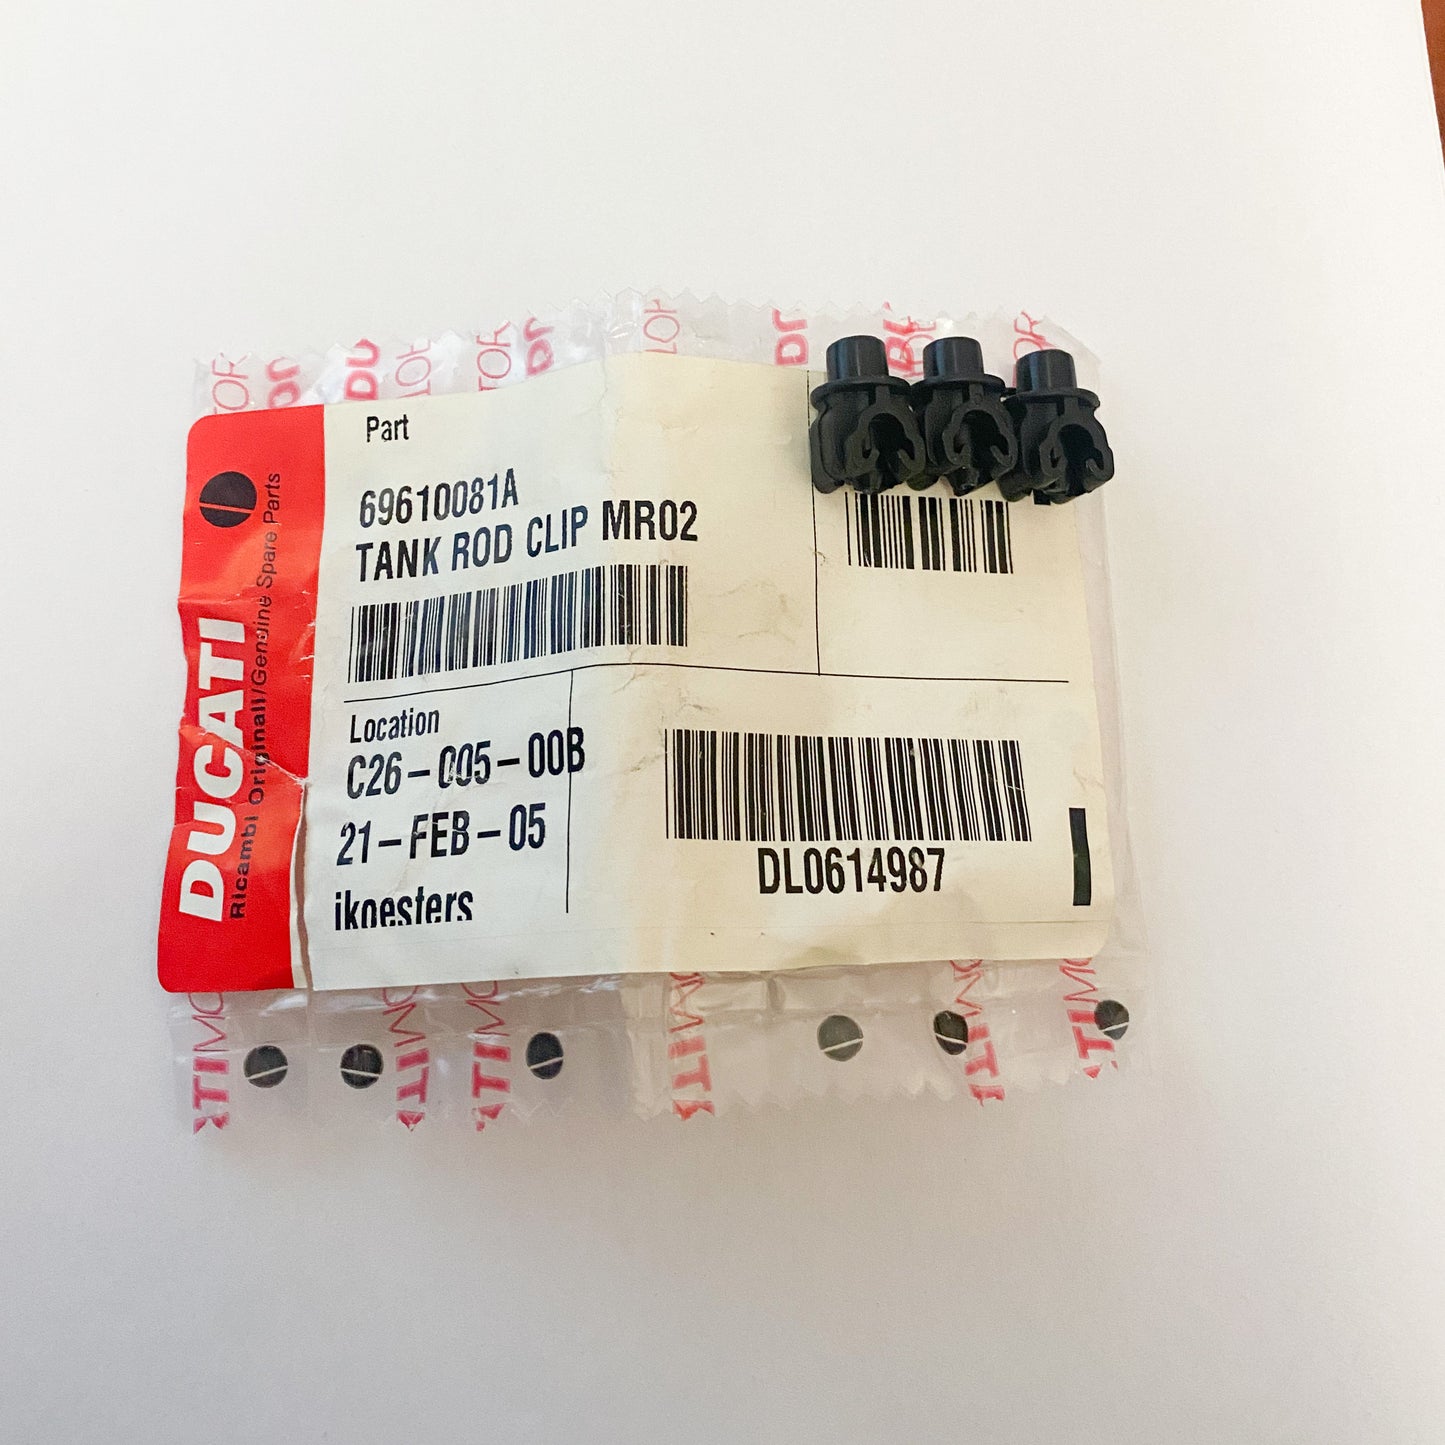 DUCATI
Ricambi Originali/Genuine Spare Parts
Part
69610081A
TANK ROD CLIP MR02
Location
C26-005-00B
21-FEB-05
ikoesters
DL0614987